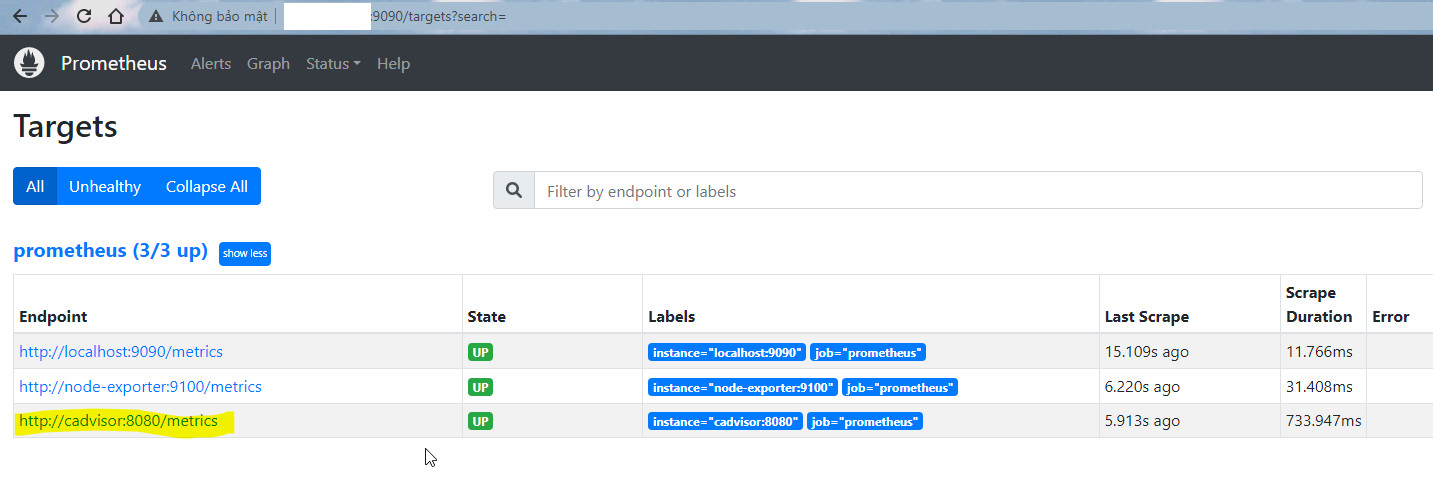 Không bảo mật | :9090/targets?search=
Prometheus Alerts Graph Status Help
Targets
All Unhealthy Collapse All
Filter by endpoint or labels
prometheus (3/3 up) show less
Endpoint State Labels Last Scrape Scrape Duration Error
http://localhost:9090/metrics UP instance="localhost:9090" job="prometheus" 15.109s ago 11.766ms
http://node-exporter:9100/metrics UP instance="node-exporter:9100" job="prometheus" 6.220s ago 31.408ms
http://cadvisor:8080/metrics UP instance="cadvisor:8080" job="prometheus" 5.913s ago 733.947ms